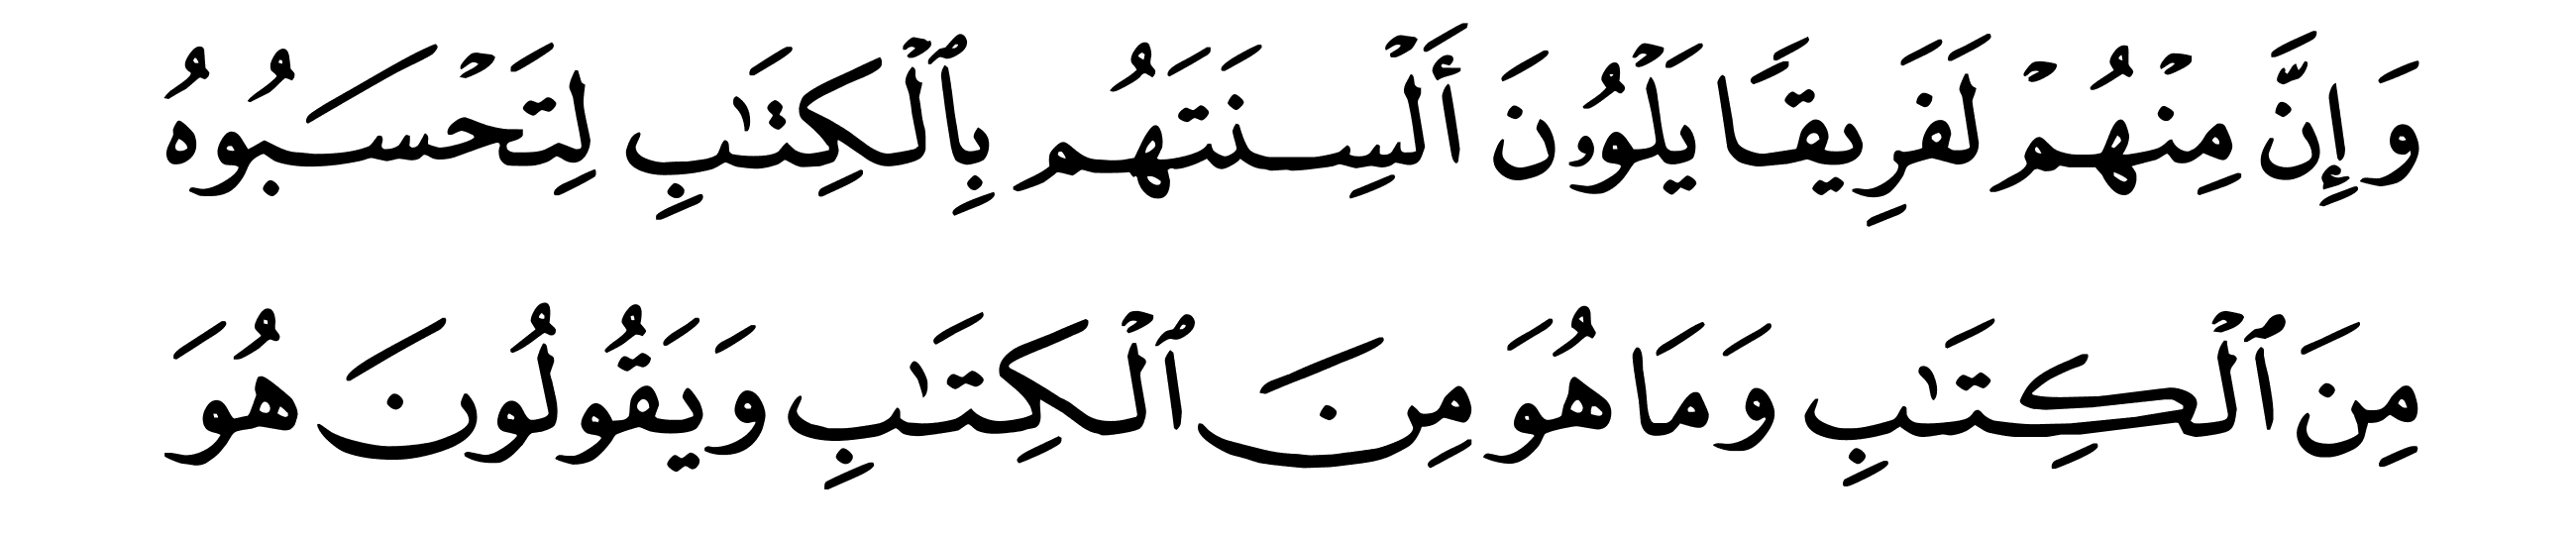 وَإِنَّ مِنۡهُمۡ لَفَرِيقٗا يَلۡوُۥنَ أَلۡسِنَتَهُم بِٱلۡكِتَٰبِ لِتَحۡسَبُوهُ
مِنَ ٱلۡكِتَٰبِ وَمَا هُوَ مِنَ ٱلۡكِتَٰبِ وَيَقُولُونَ هُوَ